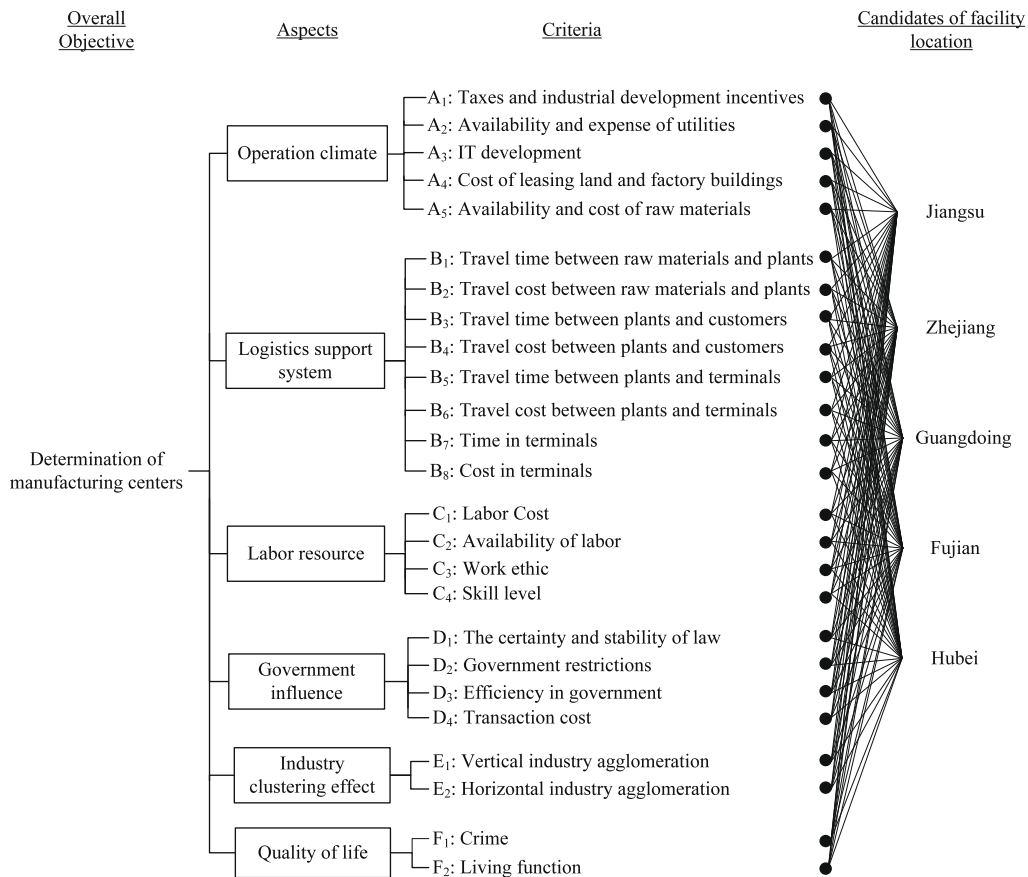 Overall
Objective
Aspects
Criteria
Candidates of facility
location
Determination of
manufacturing centers
Operation climate
A₁: Taxes and industrial development incentives
A₂: Availability and expense of utilities
A₃: IT development
A₄: Cost of leasing land and factory buildings
A₅: Availability and cost of raw materials
Logistics support
system
B₁: Travel time between raw materials and plants
B₂: Travel cost between raw materials and plants
B₃: Travel time between plants and customers
B₄: Travel cost between plants and customers
B₅: Travel time between plants and terminals
B₆: Travel cost between plants and terminals
B₇: Time in terminals
B₈: Cost in terminals
Labor resource
C₁: Labor Cost
C₂: Availability of labor
C₃: Work ethic
C₄: Skill level
Government
influence
D₁: The certainty and stability of law
D₂: Government restrictions
D₃: Efficiency in government
D₄: Transaction cost
Industry
clustering effect
E₁: Vertical industry agglomeration
E₂: Horizontal industry agglomeration
Quality of life
F₁: Crime
F₂: Living function
Jiangsu
Zhejiang
Guangdoing
Fujian
Hubei